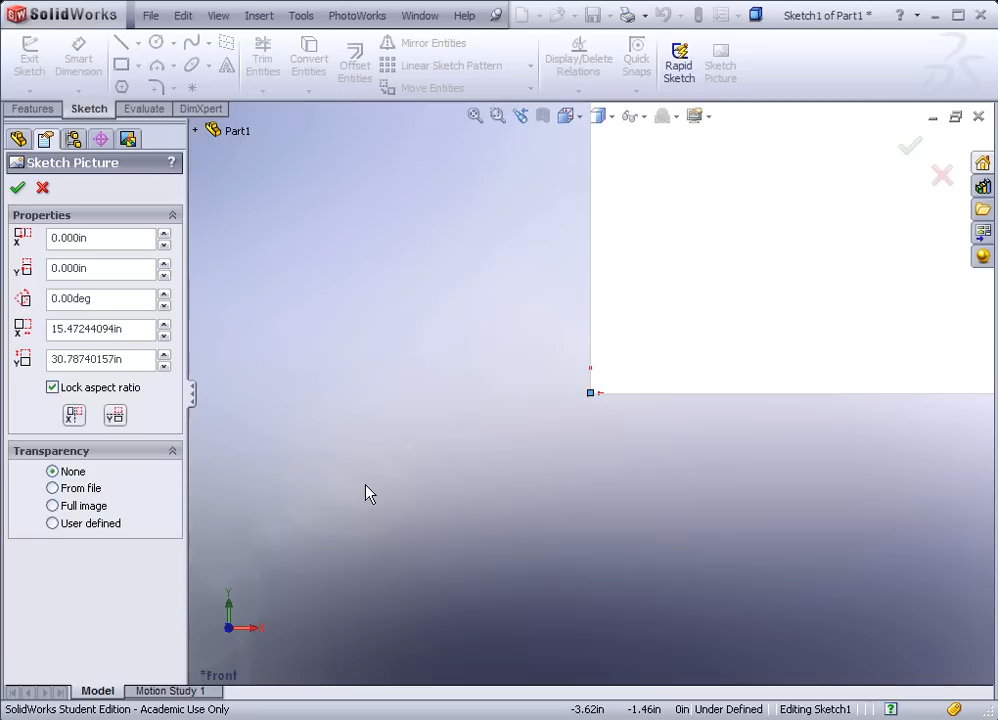 SolidWorks File Edit View Insert Tools PhotoWorks Window Help Sketch1 of Part1 *
Exit Sketch Smart Dimension Trim Entities Convert Entities Offset Entities Mirror Entities Linear Sketch Pattern Move Entities Display/Delete Relations Quick Snaps Rapid Sketch Sketch Picture
Features Sketch Evaluate DimXpert
Part1
Sketch Picture ?
Properties
0.000in
0.000in
0.00deg
15.47244094in
30.78740157in
Lock aspect ratio
Transparency
None
From file
Full image
User defined
Y
X
*Front
Model Motion Study 1
SolidWorks Student Edition - Academic Use Only -3.62in -1.46in 0in Under Defined Editing Sketch1